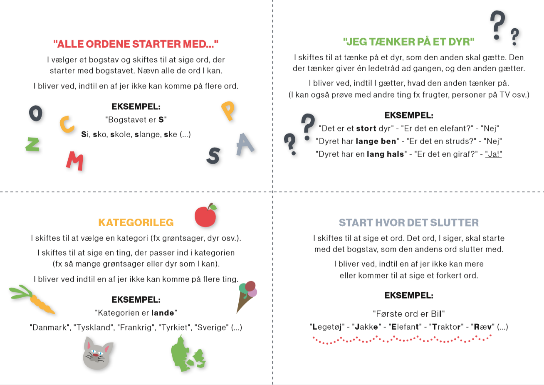 "ALLE ORDENE STARTER MED..."
I vælger et bogstav og skiftes til at sige ord, der
starter med bogstavet. Nævn alle de ord I kan.
I bliver ved, indtil en af jer ikke kan komme på flere ord.
EKSEMPEL:
"Bogstavet er S"
Si, sko, skole, slange, ske (...)
O
C
Z
M
P
A
S
"JEG TÆNKER PÅ ET DYR"
? ?
I skiftes til at tænke på et dyr, som den anden skal gætte. Den
der tænker giver én ledetråd ad gangen, og den anden gætter.
I bliver ved, indtil I gætter, hvad den anden tænker på.
(I kan også prøve med andre ting fx frugter, personer på TV osv.)
EKSEMPEL:
? ?
"Det er et stort dyr" - "Er det en elefant?" - "Nej"
"Dyret har lange ben" - "Er det en struds?" - "Nej"
"Dyret har en lang hals" - "Er det en giraf?" - "Ja!"
KATEGORILEG
I skiftes til at vælge en kategori (fx grøntsager, dyr osv.).
I skiftes til at sige en ting, der passer ind i kategorien
(fx så mange grøntsager eller dyr som I kan).
I bliver ved indtil en af jer ikke kan komme på flere ting.
EKSEMPEL:
"Kategorien er lande"
"Danmark", "Tyskland", "Frankrig", "Tyrkiet", "Sverige" (...)
START HVOR DET SLUTTER
I skiftes til at sige et ord. Det ord, I siger, skal starte
med det bogstav, som den andens ord slutter med.
I bliver ved, indtil en af jer ikke kan mere
eller kommer til at sige et forkert ord.
EKSEMPEL:
"Første ord er Bil"
"Legetøj" - "Jakke" - "Elefant" - "Traktor" - "Ræv" (...)